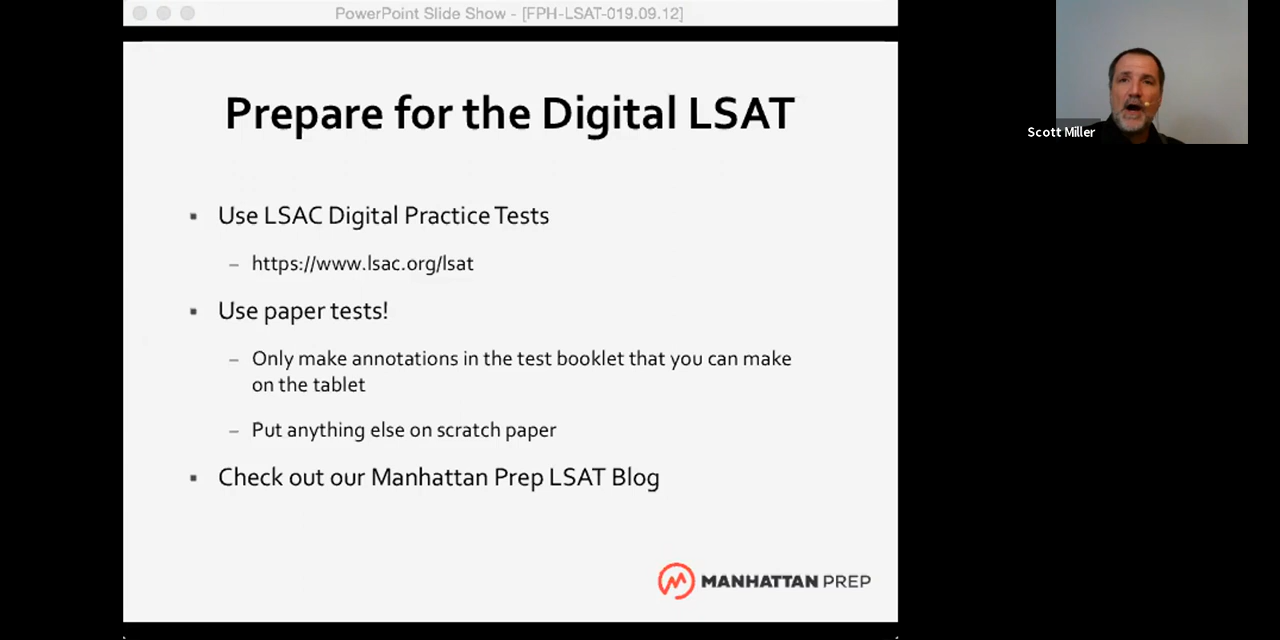 PowerPoint Slide Show - [FPH-LSAT-019.09.12]
Prepare for the Digital LSAT
▪ Use LSAC Digital Practice Tests
– https://www.lsac.org/lsat
▪ Use paper tests!
– Only make annotations in the test booklet that you can make
on the tablet
– Put anything else on scratch paper
▪ Check out our Manhattan Prep LSAT Blog
MANHATTAN PREP
Scott Miller